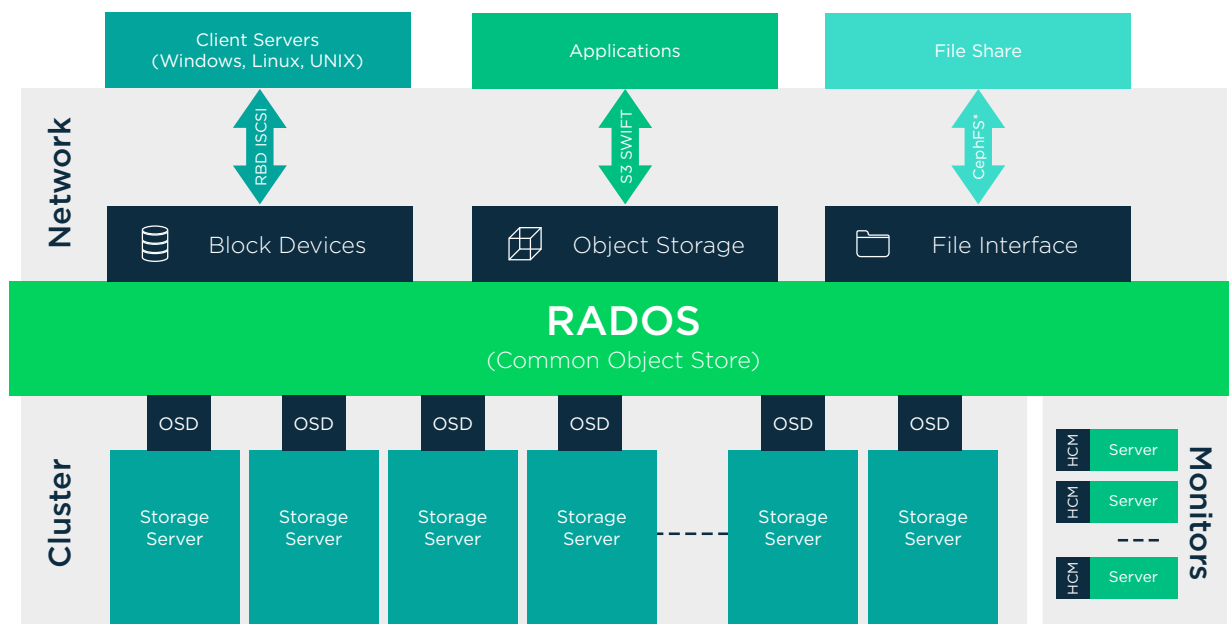 Client Servers
(Windows, Linux, UNIX)
Applications
File Share
Network
RBD ISCSI
S3 SWIFT
CephFS*
Block Devices
Object Storage
File Interface
RADOS
(Common Object Store)
OSD
OSD
OSD
OSD
OSD
OSD
Cluster
Storage
Server
Storage
Server
Storage
Server
Storage
Server
Storage
Server
Storage
Server
HCM
Server
HCM
Server
HCM
Server
Monitors